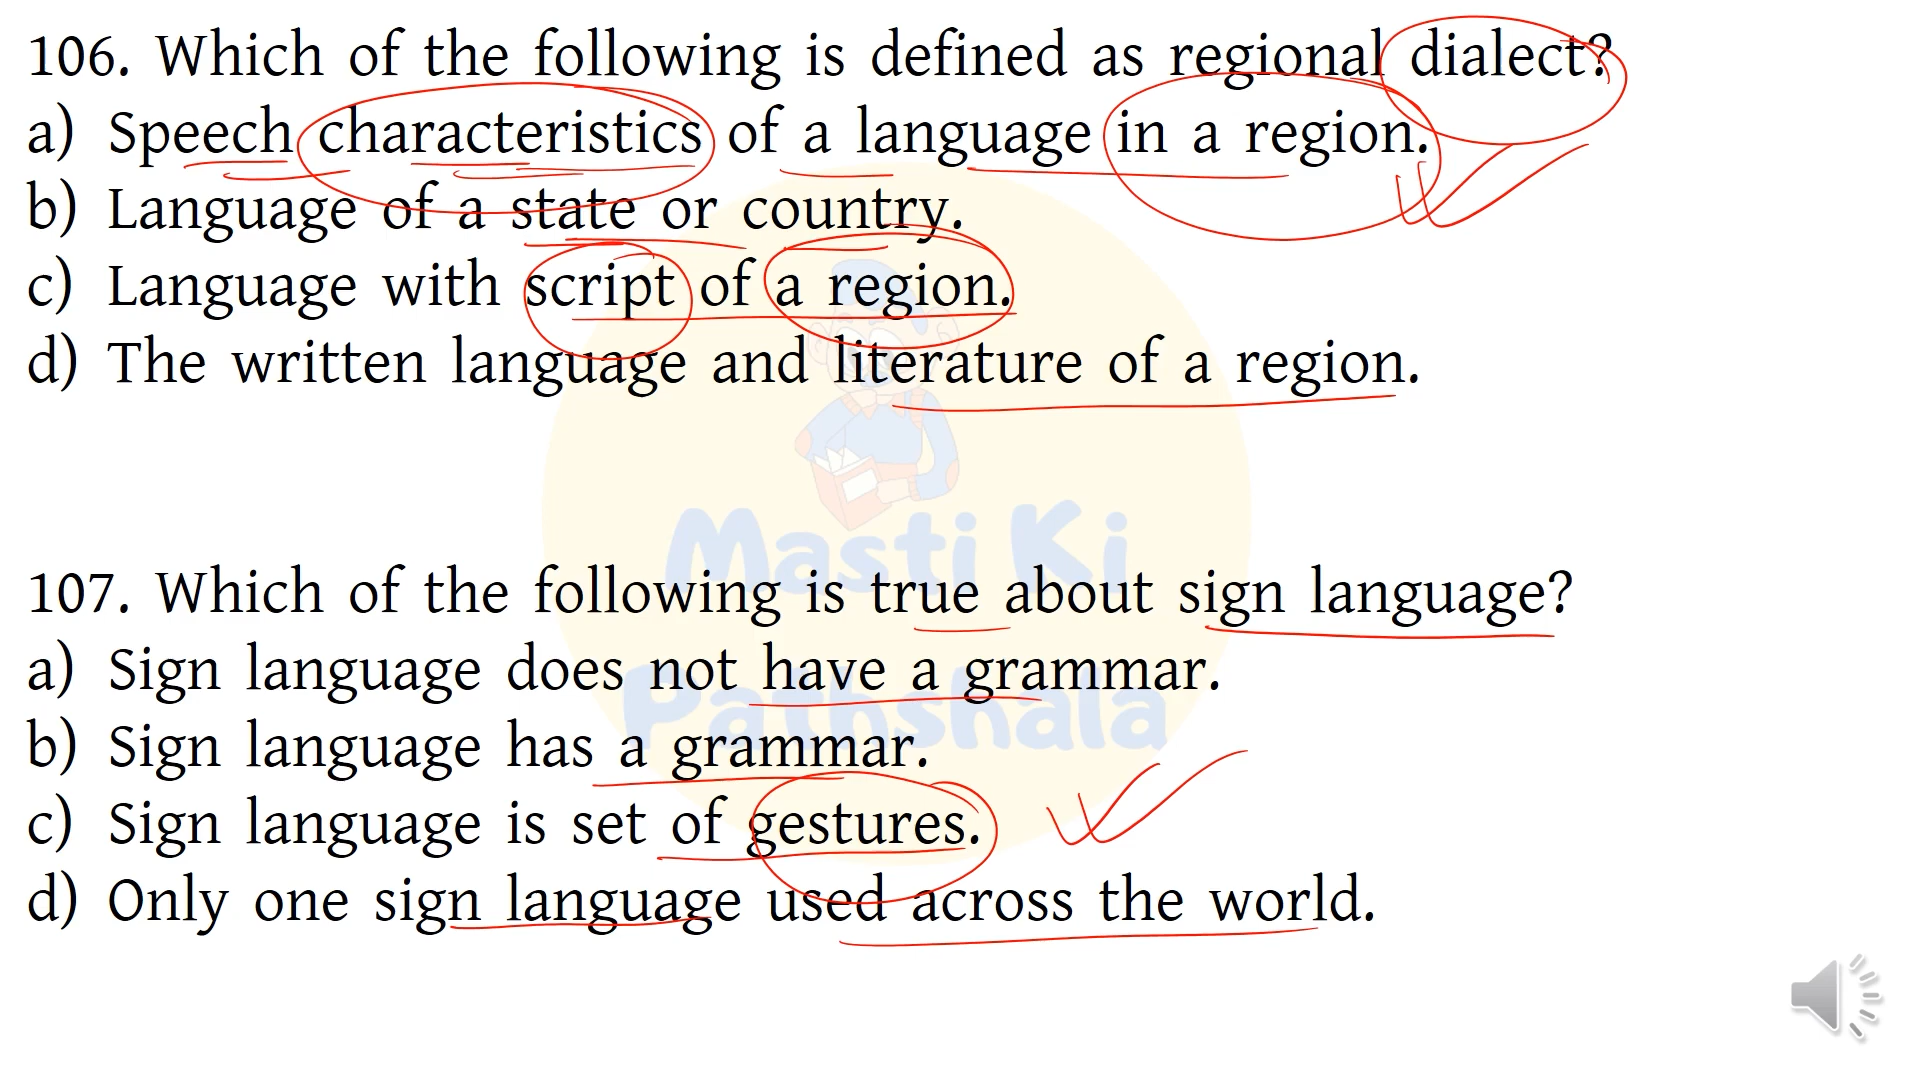 106. Which of the following is defined as regional dialect?
a) Speech characteristics of a language in a region.
b) Language of a state or country.
c) Language with script of a region.
d) The written language and literature of a region.
Masti Ki
107. Which of the following is true about sign language?
a) Sign language does not have a grammar.
Pathshala
b) Sign language has a grammar.
c) Sign language is set of gestures.
d) Only one sign language used across the world.